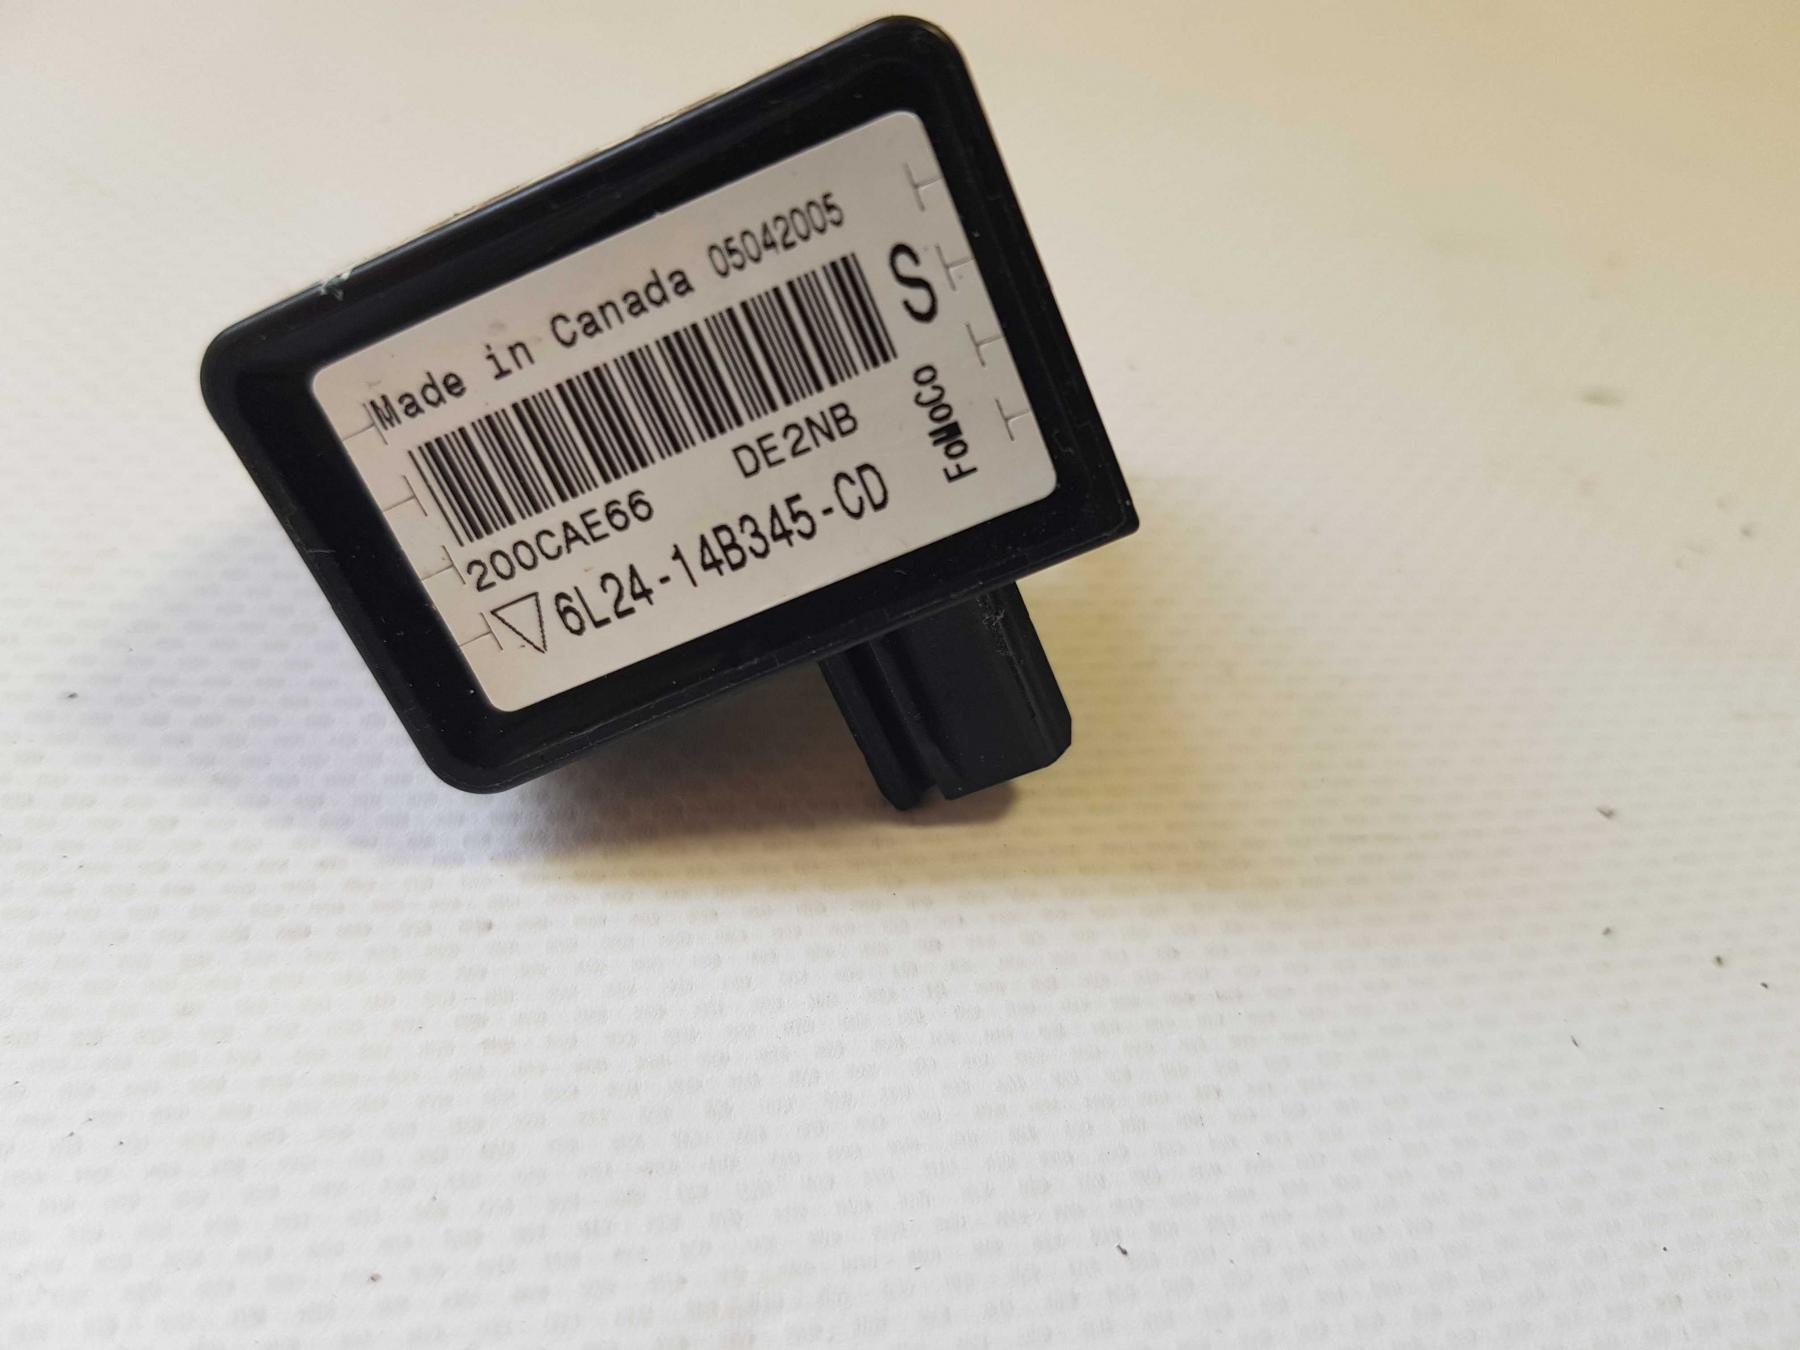 Made in Canada 05042005
S
200CAE66 DE2NB
6L24-14B345-CD
FoMoCo